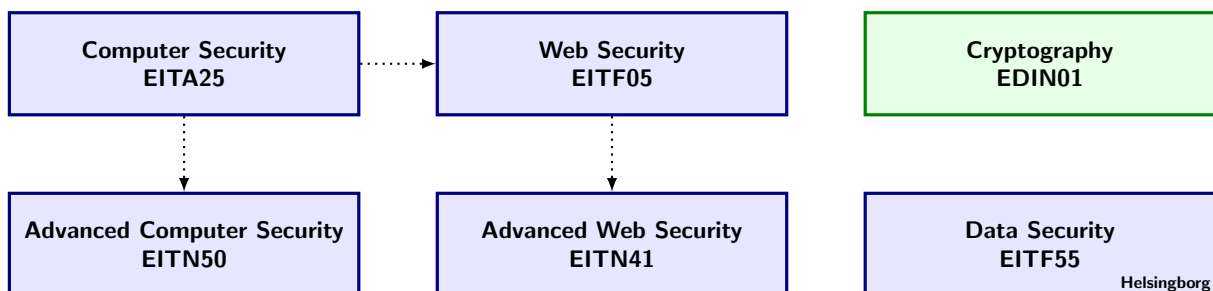 Computer Security
EITA25
Web Security
EITF05
Cryptography
EDIN01
Advanced Computer Security
EITN50
Advanced Web Security
EITN41
Data Security
EITF55
Helsingborg